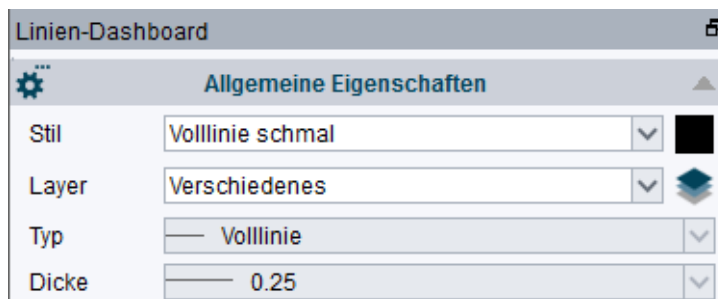 Linien-Dashboard
Allgemeine Eigenschaften
Stil Volllinie schmal
Layer Verschiedenes
Typ Volllinie
Dicke 0.25